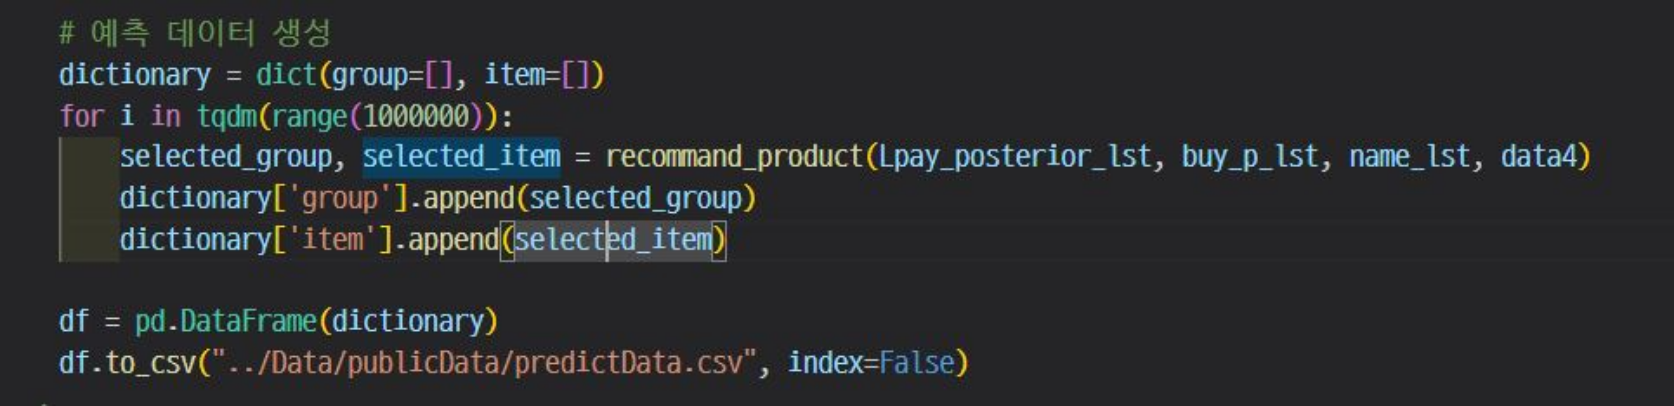 # 예측 데이터 생성
dictionary = dict(group=[], item=[])
for i in tqdm(range(1000000)):
    selected_group, selected_item = recommand_product(Lpay_posterior_lst, buy_p_lst, name_lst, data4)
    dictionary['group'].append(selected_group)
    dictionary['item'].append(selected_item)
df = pd.DataFrame(dictionary)
df.to_csv("../Data/publicData/predictData.csv", index=False)